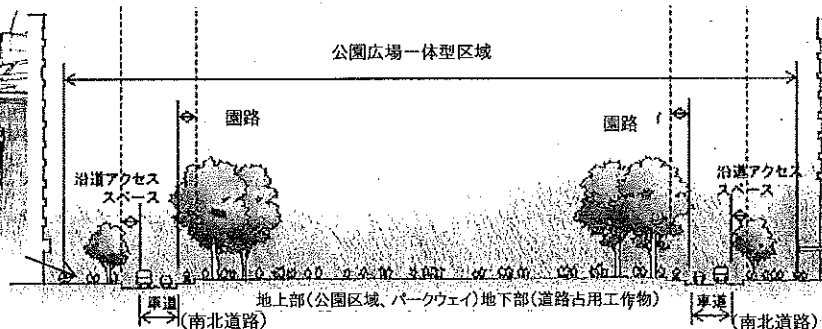 公園広場一体型区域
園路
園路
沿道アクセス
スペース
沿道アクセス
スペース
車道
地上部(公園区域、パークウェイ)地下部(道路占用工作物)
車道
(南北道路)
(南北道路)